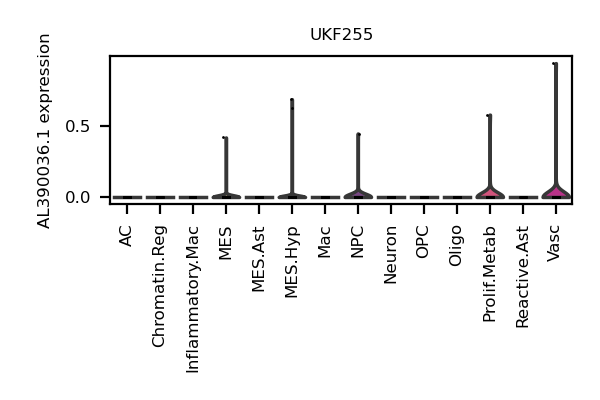 UKF255
AL390036.1 expression
0.5
0.0
AC
Chromatin.Reg
Inflammatory.Mac
MES
MES.Ast
MES.Hyp
Mac
NPC
Neuron
OPC
Oligo
Prolif.Metab
Reactive.Ast
Vasc